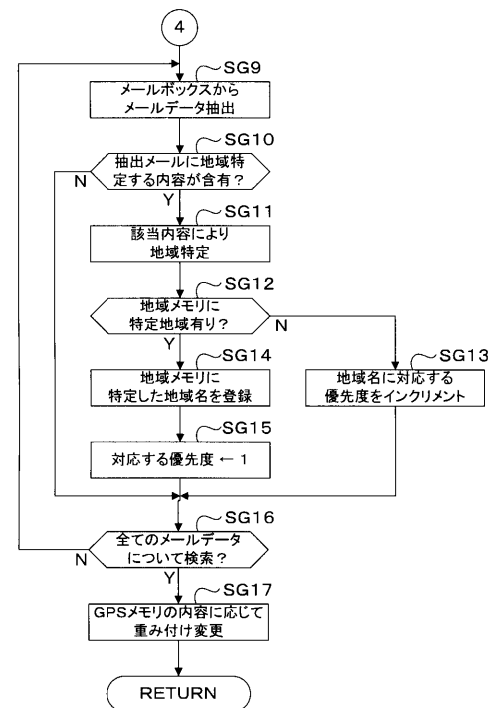 4
SG9
メールボックスから
メールデータ抽出
SG10
抽出メールに地域特
定する内容が含有？
N
Y
SG11
該当内容により
地域特定
SG12
地域メモリに
特定地域有り？
N
Y
SG13
地域名に対応する
優先度をインクリメント
SG14
地域メモリに
特定した地域名を登録
SG15
対応する優先度 ← 1
SG16
全てのメールデータ
について検索？
N
Y
SG17
GPSメモリの内容に応じて
重み付け変更
RETURN